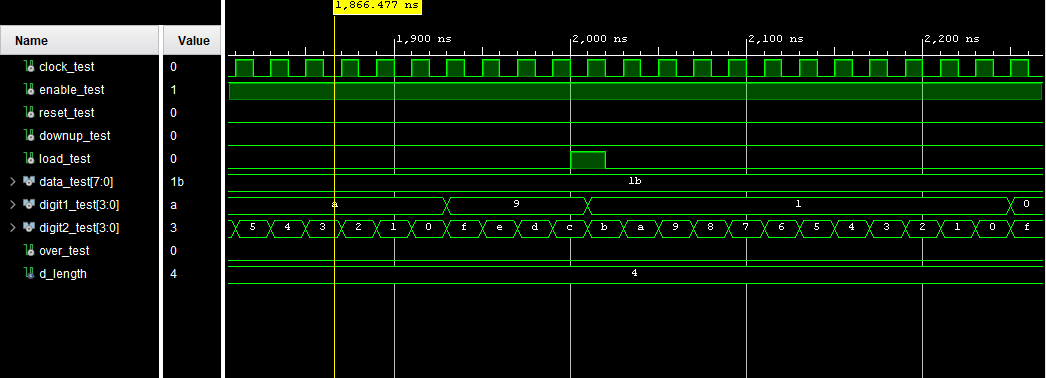 1,866.477 ns
Name Value
1,900 ns 2,000 ns 2,100 ns 2,200 ns
clock_test 0
enable_test 1
reset_test 0
downup_test 0
load_test 0
data_test[7:0] 1b 1b
digit1_test[3:0] a a 9 1 0
digit2_test[3:0] 3 5 4 3 2 1 0 f e d c b a 9 8 7 6 5 4 3 2 1 0 f
over_test 0
d_length 4 4